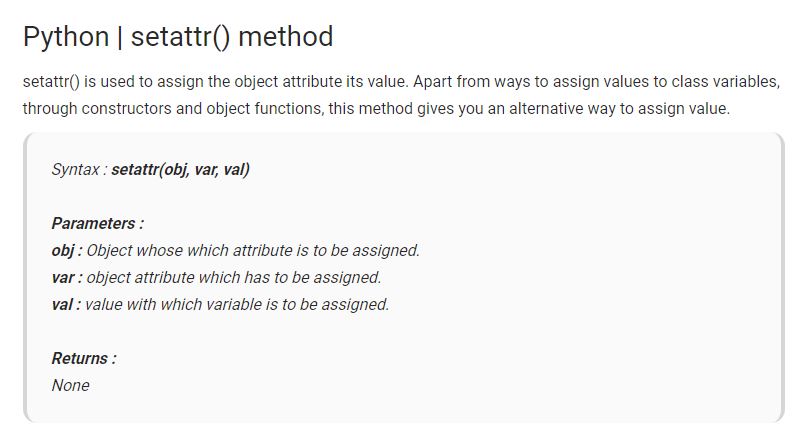 Python | setattr() method
setattr() is used to assign the object attribute its value. Apart from ways to assign values to class variables,
through constructors and object functions, this method gives you an alternative way to assign value.
Syntax : setattr(obj, var, val)
Parameters :
obj : Object whose which attribute is to be assigned.
var : object attribute which has to be assigned.
val : value with which variable is to be assigned.
Returns :
None